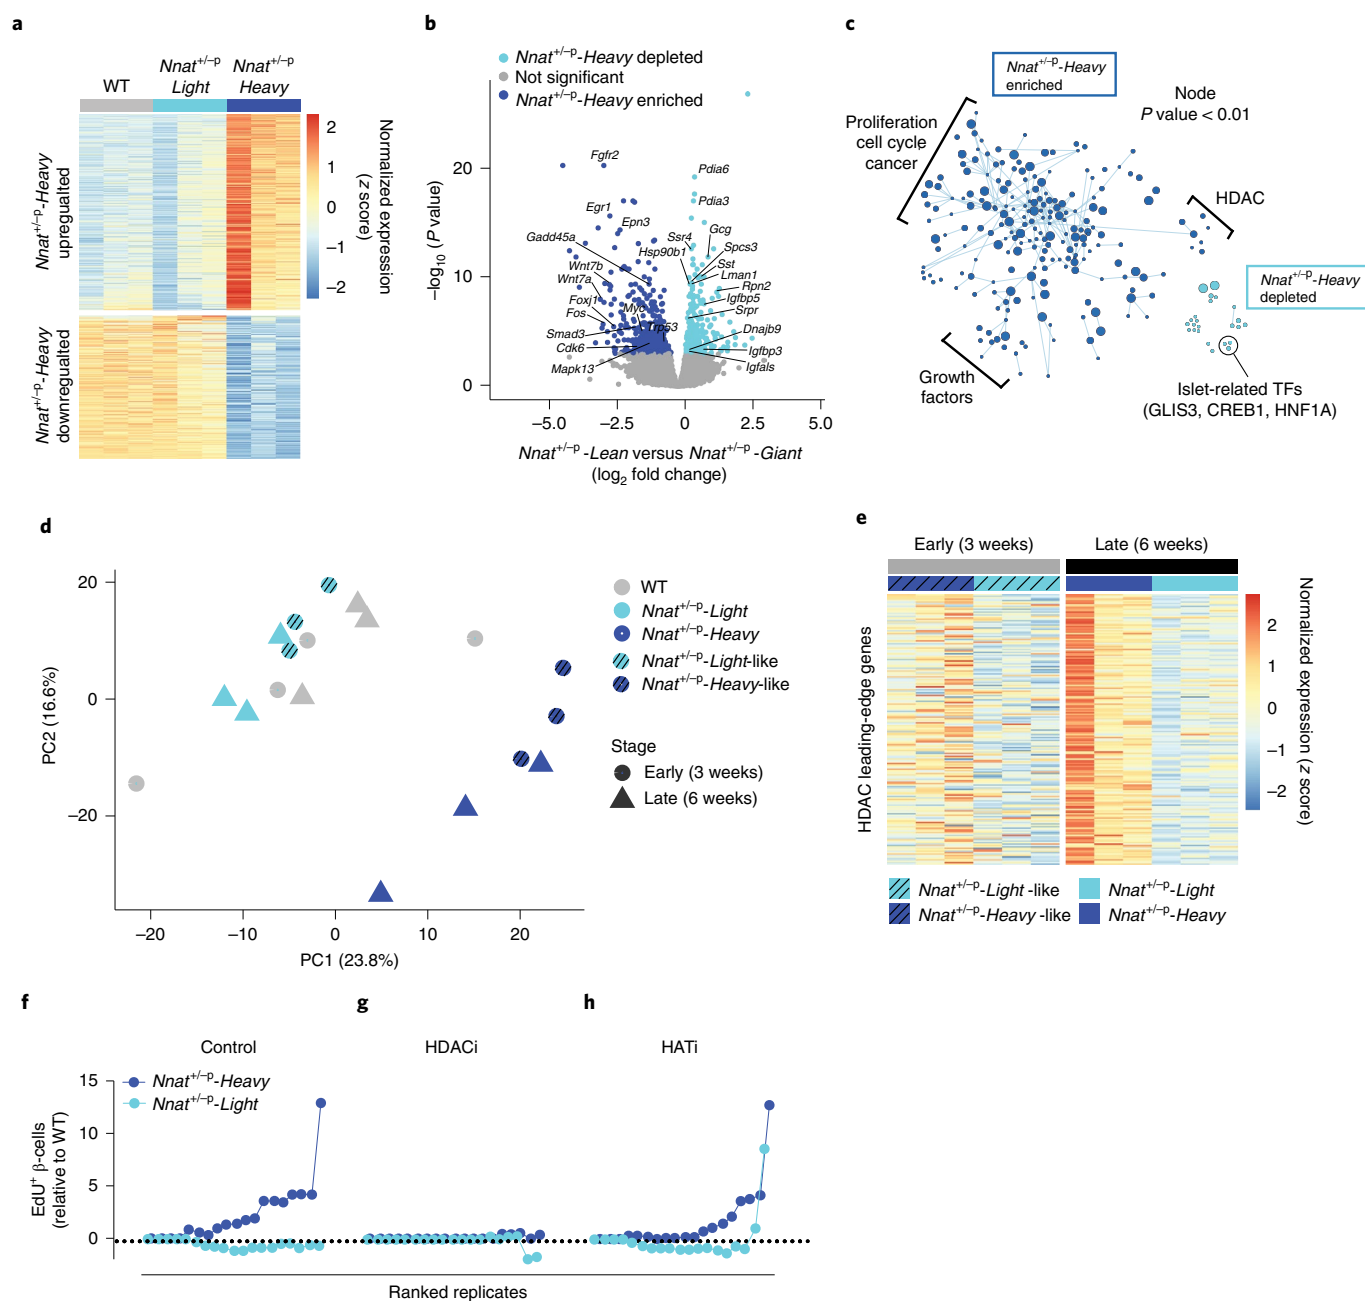 a
WT
Nnat+/–p
Light
Nnat+/–p
Heavy
Nnat+/–p-Heavy
upregulated
Nnat+/–p-Heavy
downregulated
2
1
0
−1
−2
Normalized expression
(z score)
b
Nnat+/–p-Heavy depleted
Not significant
Nnat+/–p-Heavy enriched
−log10 (P value)
20
10
0
Fgfr2
Egr1
Epn3
Gadd45a
Wnt7b
Wnt7a
Foxj1
Fos
Myc
Smad3
Trp53
Cdk6
Mapk13
Pdia6
Pdia3
Gcg
Ssr4
Spcs3
Hsp90b1
Sst
Lman1
Rpn2
Igfbp5
Srpr
Dnajb9
Igfbp3
Igfals
−5.0
−2.5
0
2.5
5.0
Nnat+/–p-Lean versus Nnat+/–p-Giant
(log2 fold change)
c
Nnat+/–p-Heavy
enriched
Node
P value < 0.01
Proliferation
cell cycle
cancer
HDAC
Nnat+/–p-Heavy
depleted
Growth
factors
Islet-related TFs
(GLIS3, CREB1, HNF1A)
d
PC2 (16.6%)
20
0
−20
−20
−10
0
10
20
PC1 (23.8%)
WT
Nnat+/–p-Light
Nnat+/–p-Heavy
Nnat+/–p-Light-like
Nnat+/–p-Heavy-like
Stage
Early (3 weeks)
Late (6 weeks)
e
Early (3 weeks)
Late (6 weeks)
HDAC leading-edge genes
2
1
0
−1
−2
Normalized expression (z score)
Nnat+/–p-Light -like
Nnat+/–p-Light
Nnat+/–p-Heavy -like
Nnat+/–p-Heavy
f
g
h
Control
HDACi
HATi
EdU+ β-cells
(relative to WT)
15
10
5
0
Nnat+/–p-Heavy
Nnat+/–p-Light
Ranked replicates